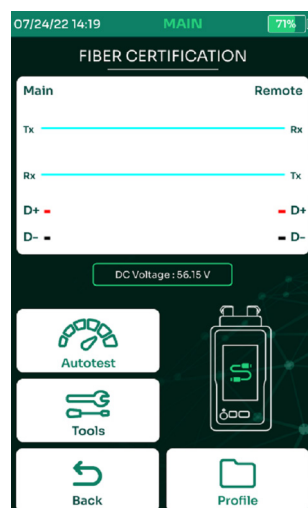 07/24/22 14:19 MAIN 71%
FIBER CERTIFICATION
Main Remote
Tx Rx
Rx Tx
D+ D+
D- D-
DC Voltage : 56.15 V
Autotest
Tools
Back Profile